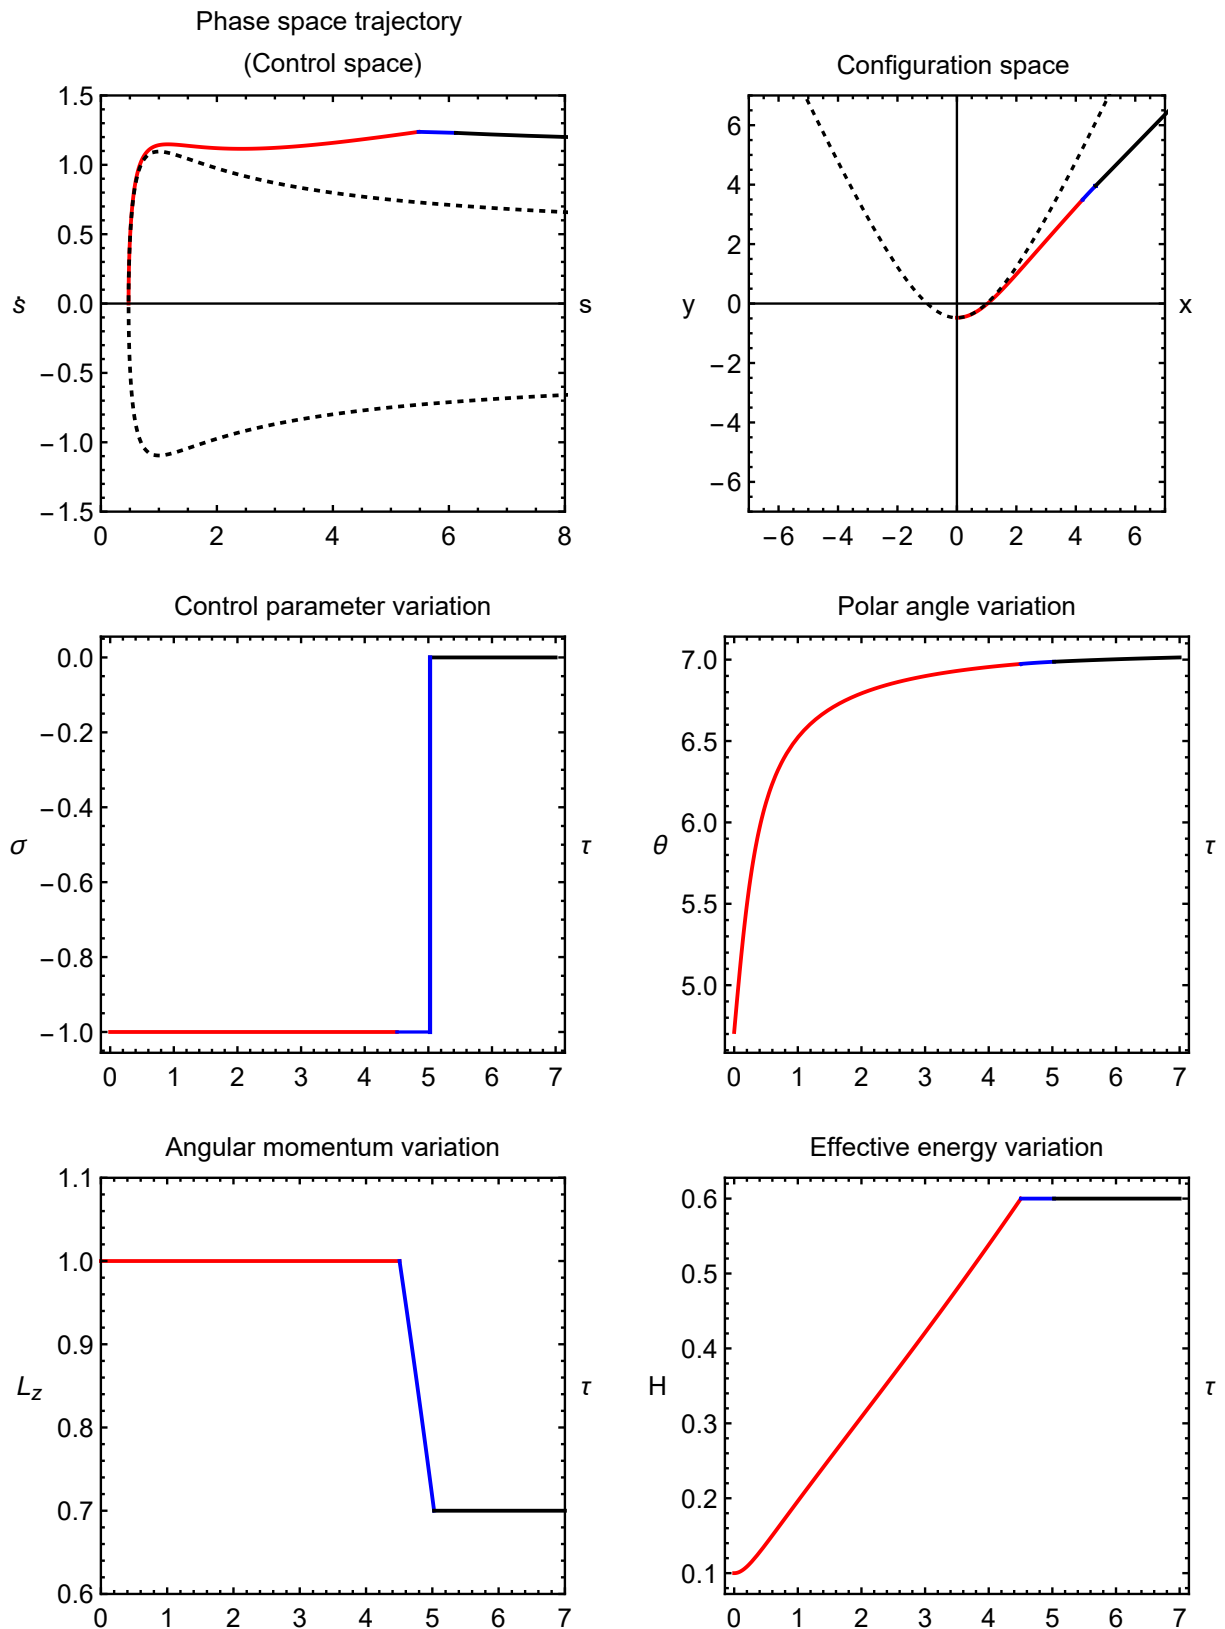 Phase space trajectory
(Control space)
1.5
1.0
0.5
0.0
−0.5
−1.0
−1.5
ṡ
s
0 2 4 6 8
Configuration space
6
4
2
0
−2
−4
−6
y
x
−6 −4 −2 0 2 4 6
Control parameter variation
0.0
−0.2
−0.4
−0.6
−0.8
−1.0
σ
τ
0 1 2 3 4 5 6 7
Polar angle variation
7.0
6.5
6.0
5.5
5.0
θ
τ
0 1 2 3 4 5 6 7
Angular momentum variation
1.1
1.0
0.9
0.8
0.7
0.6
Lz
τ
0 1 2 3 4 5 6 7
Effective energy variation
0.6
0.5
0.4
0.3
0.2
0.1
H
τ
0 1 2 3 4 5 6 7